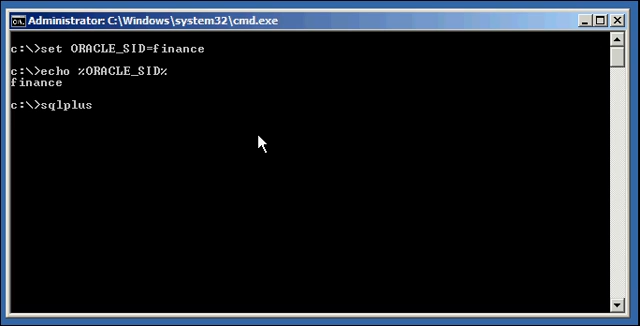 Administrator: C:\Windows\system32\cmd.exe
c:\>set ORACLE_SID=finance
c:\>echo %ORACLE_SID%
finance
c:\>sqlplus